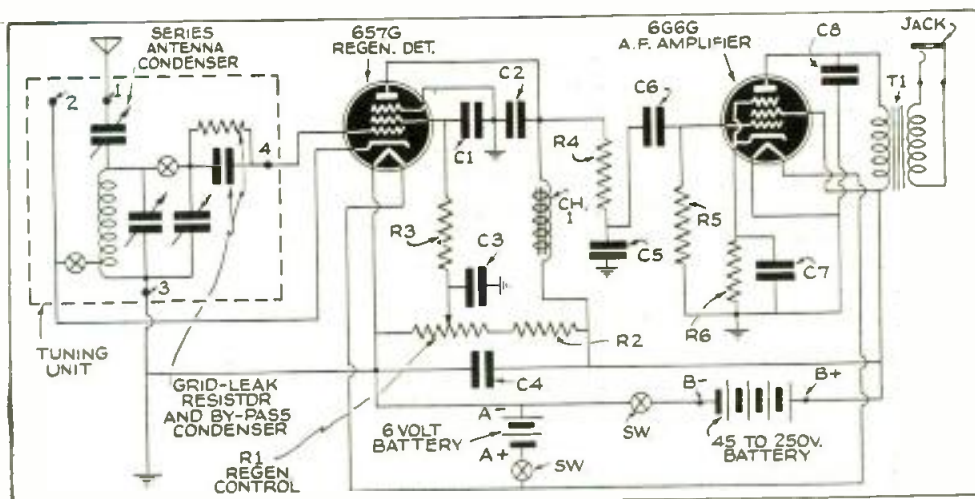 SERIES
ANTENNA
CONDENSER
2
1
4
3
TUNING
UNIT
GRID-LEAK
RESISTOR
AND BY-PASS
CONDENSER
R1
REGEN
CONTROL
6S7G
REGEN. DET.
C1
C2
R3
C3
CH.
1
R4
C5
C6
R2
C4
A-
6 VOLT
BATTERY
A+
SW
6G6G
A.F. AMPLIFIER
C8
JACK
T1
R5
R6
C7
SW
B-
B+
45 TO 250V.
BATTERY